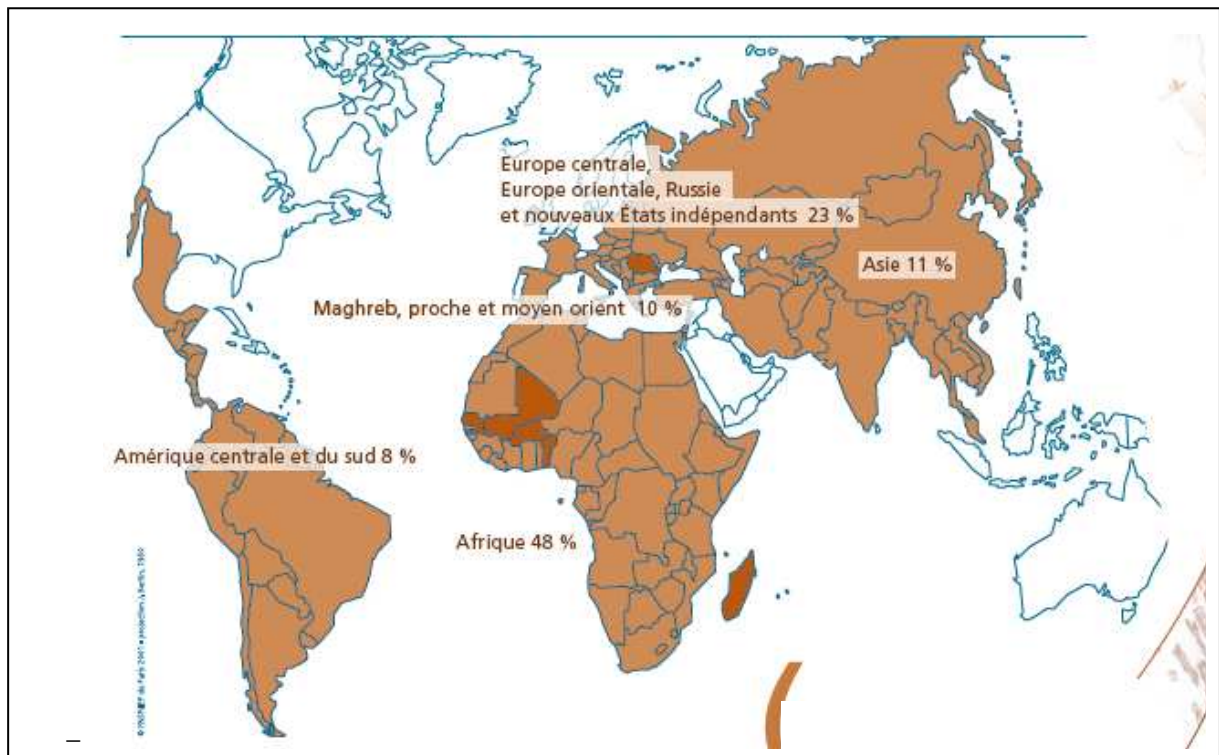 Europe centrale,
Europe orientale, Russie
et nouveaux États indépendants 23 %
Asie 11 %
Maghreb, proche et moyen orient 10 %
Amérique centrale et du sud 8 %
Afrique 48 %